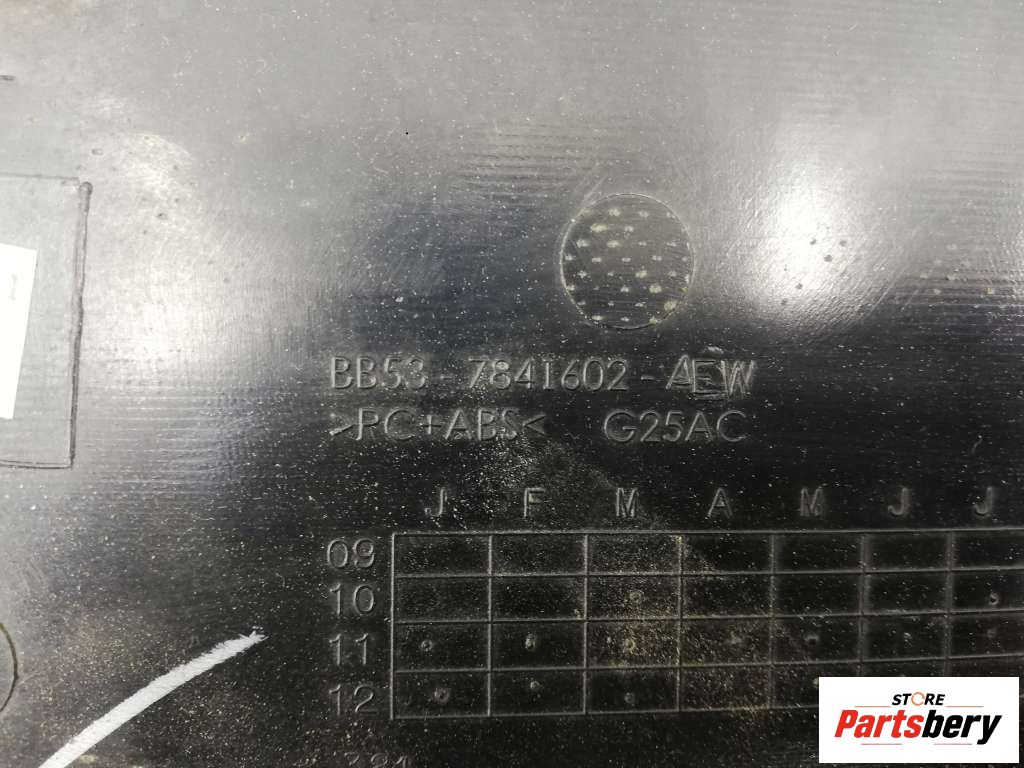 BB53-7841602-AEW
>PC+ABS< G25AC
J F M A M J J
09
10
11
12
STORE
Partsbery